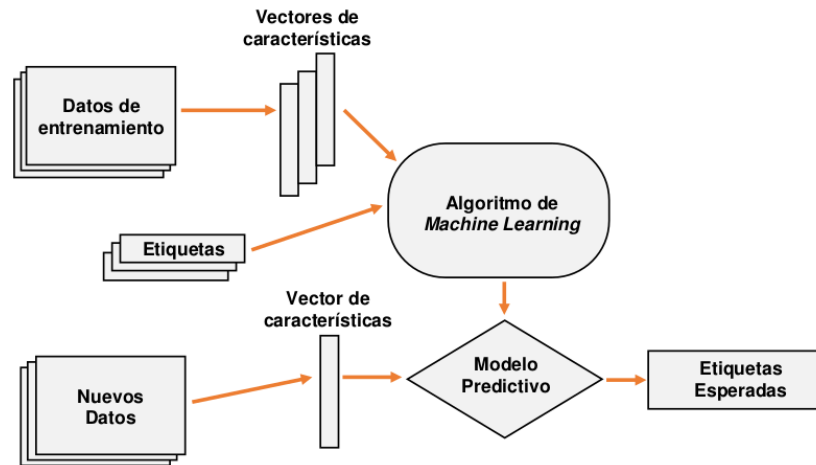 Vectores de
características
Datos de
entrenamiento
Algoritmo de
Machine Learning
Etiquetas
Vector de
características
Nuevos
Datos
Modelo
Predictivo
Etiquetas
Esperadas